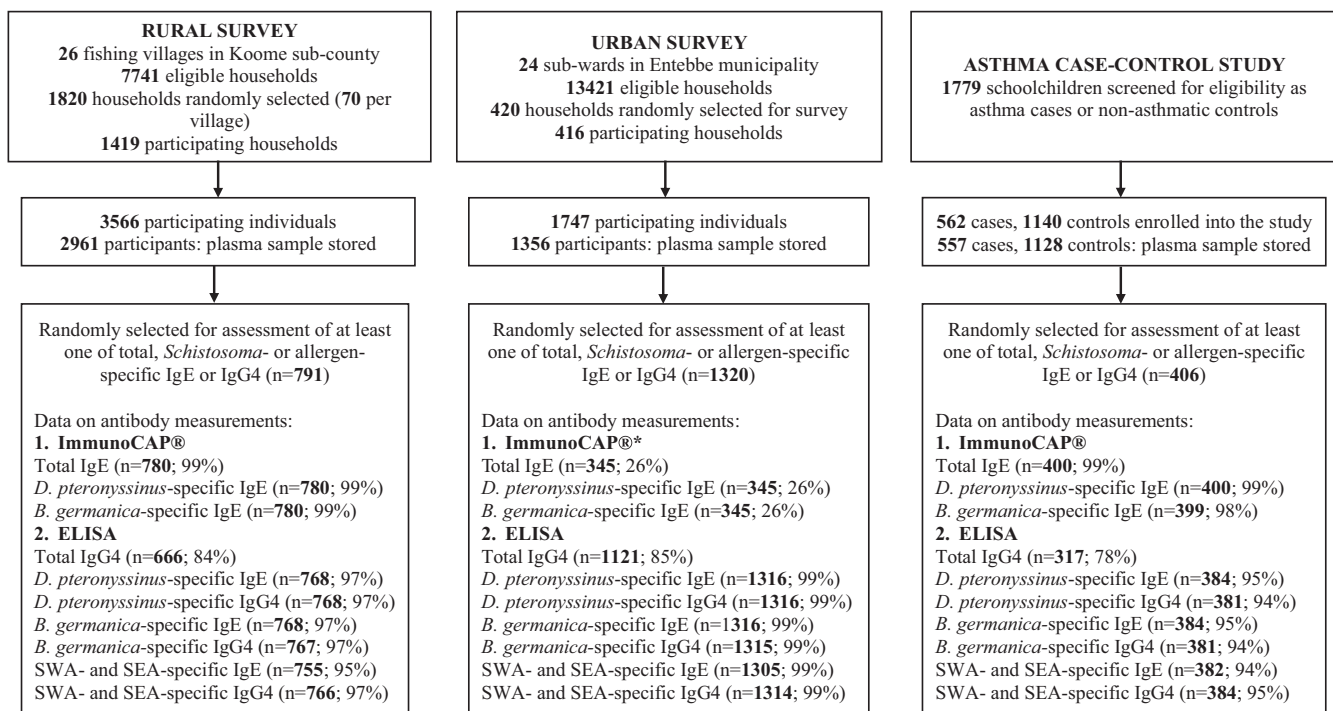 RURAL SURVEY
26 fishing villages in Koome sub-county
7741 eligible households
1820 households randomly selected (70 per
village)
1419 participating households
3566 participating individuals
2961 participants: plasma sample stored
Randomly selected for assessment of at least
one of total, Schistosoma- or allergen-
specific IgE or IgG4 (n=791)
Data on antibody measurements:
1. ImmunoCAP®
Total IgE (n=780; 99%)
D. pteronyssinus-specific IgE (n=780; 99%)
B. germanica-specific IgE (n=780; 99%)
2. ELISA
Total IgG4 (n=666; 84%)
D. pteronyssinus-specific IgE (n=768; 97%)
D. pteronyssinus-specific IgG4 (n=768; 97%)
B. germanica-specific IgE (n=768; 97%)
B. germanica-specific IgG4 (n=767; 97%)
SWA- and SEA-specific IgE (n=755; 95%)
SWA- and SEA-specific IgG4 (n=766; 97%)
URBAN SURVEY
24 sub-wards in Entebbe municipality
13421 eligible households
420 households randomly selected for survey
416 participating households
1747 participating individuals
1356 participants: plasma sample stored
Randomly selected for assessment of at least
one of total, Schistosoma- or allergen-specific
IgE or IgG4 (n=1320)
Data on antibody measurements:
1. ImmunoCAP®*
Total IgE (n=345; 26%)
D. pteronyssinus-specific IgE (n=345; 26%)
B. germanica-specific IgE (n=345; 26%)
2. ELISA
Total IgG4 (n=1121; 85%)
D. pteronyssinus-specific IgE (n=1316; 99%)
D. pteronyssinus-specific IgG4 (n=1316; 99%)
B. germanica-specific IgE (n=1316; 99%)
B. germanica-specific IgG4 (n=1315; 99%)
SWA- and SEA-specific IgE (n=1305; 99%)
SWA- and SEA-specific IgG4 (n=1314; 99%)
ASTHMA CASE-CONTROL STUDY
1779 schoolchildren screened for eligibility as
asthma cases or non-asthmatic controls
562 cases, 1140 controls enrolled into the study
557 cases, 1128 controls: plasma sample stored
Randomly selected for assessment of at least
one of total, Schistosoma- or allergen-specific
IgE or IgG4 (n=406)
Data on antibody measurements:
1. ImmunoCAP®
Total IgE (n=400; 99%)
D. pteronyssinus-specific IgE (n=400; 99%)
B. germanica-specific IgE (n=399; 98%)
2. ELISA
Total IgG4 (n=317; 78%)
D. pteronyssinus-specific IgE (n=384; 95%)
D. pteronyssinus-specific IgG4 (n=381; 94%)
B. germanica-specific IgE (n=384; 95%)
B. germanica-specific IgG4 (n=381; 94%)
SWA- and SEA-specific IgE (n=382; 94%)
SWA- and SEA-specific IgG4 (n=384; 95%)